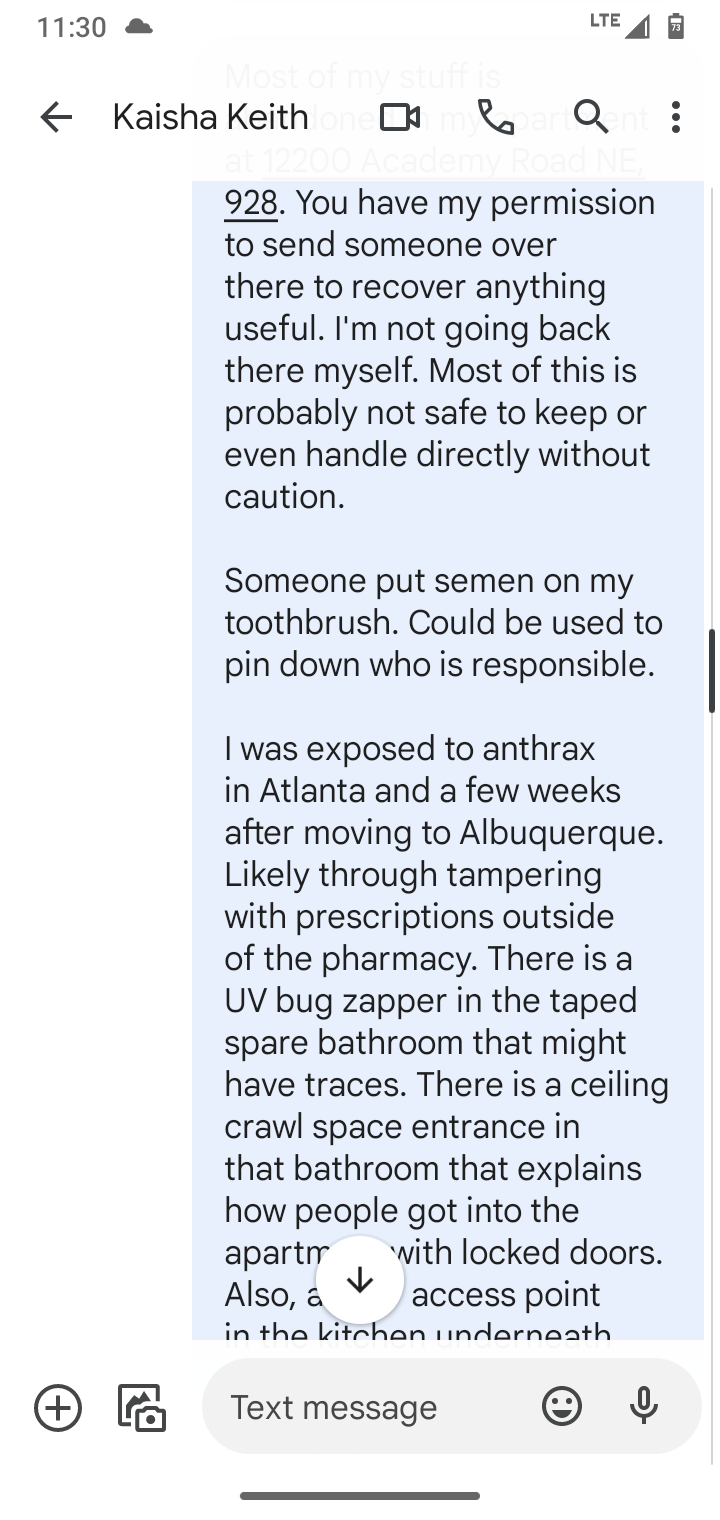 11:30
LTE
73
Most of my stuff is
Kaisha Keith
at 12200 Academy Road NE,
928. You have my permission
to send someone over
there to recover anything
useful. I'm not going back
there myself. Most of this is
probably not safe to keep or
even handle directly without
caution.
Someone put semen on my
toothbrush. Could be used to
pin down who is responsible.
I was exposed to anthrax
in Atlanta and a few weeks
after moving to Albuquerque.
Likely through tampering
with prescriptions outside
of the pharmacy. There is a
UV bug zapper in the taped
spare bathroom that might
have traces. There is a ceiling
crawl space entrance in
that bathroom that explains
how people got into the
with locked doors.
Also, access point
in the kitchen underneath
Text message